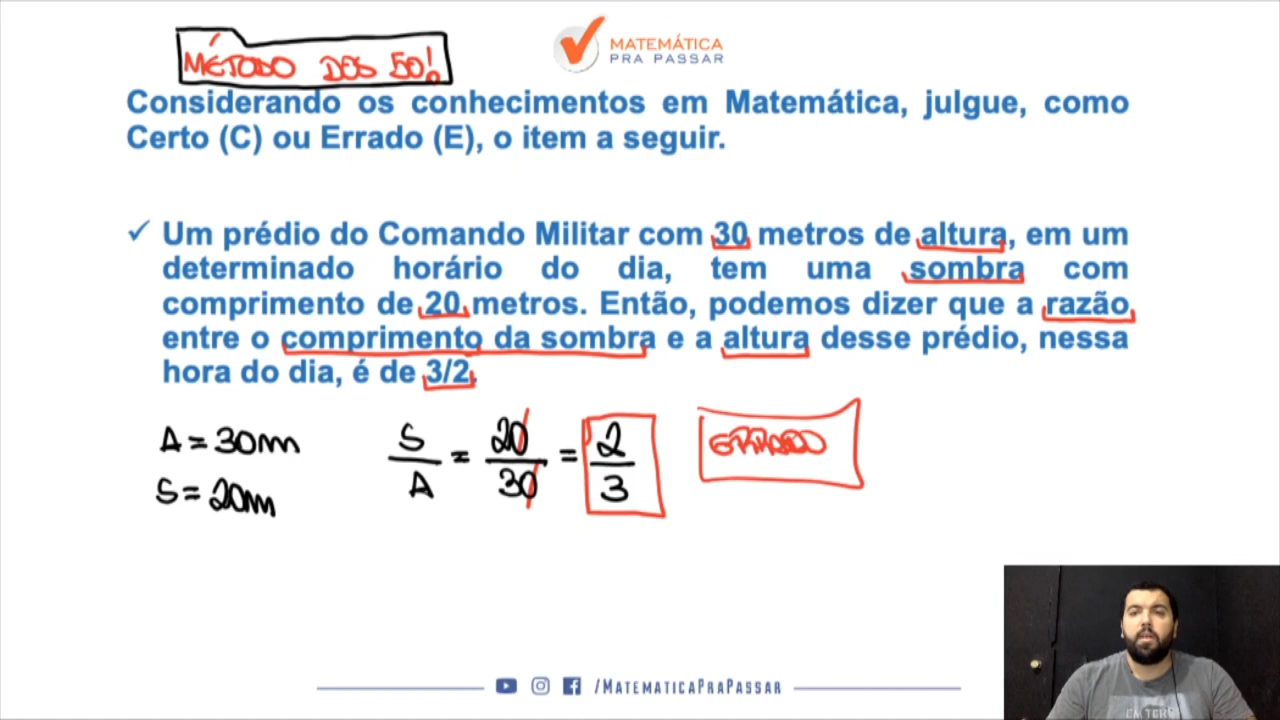 MÉTODO DOS 50!
MATEMÁTICA
PRA PASSAR
Considerando os conhecimentos em Matemática, julgue, como
Certo (C) ou Errado (E), o item a seguir.
✓ Um prédio do Comando Militar com 30 metros de altura, em um
determinado horário do dia, tem uma sombra com
comprimento de 20 metros. Então, podemos dizer que a razão
entre o comprimento da sombra e a altura desse prédio, nessa
hora do dia, é de 3/2.
A = 30m
S = 20m
S/A = 20/30 = 2/3
ERRADO
/MATEMATICAPRAPASSAR